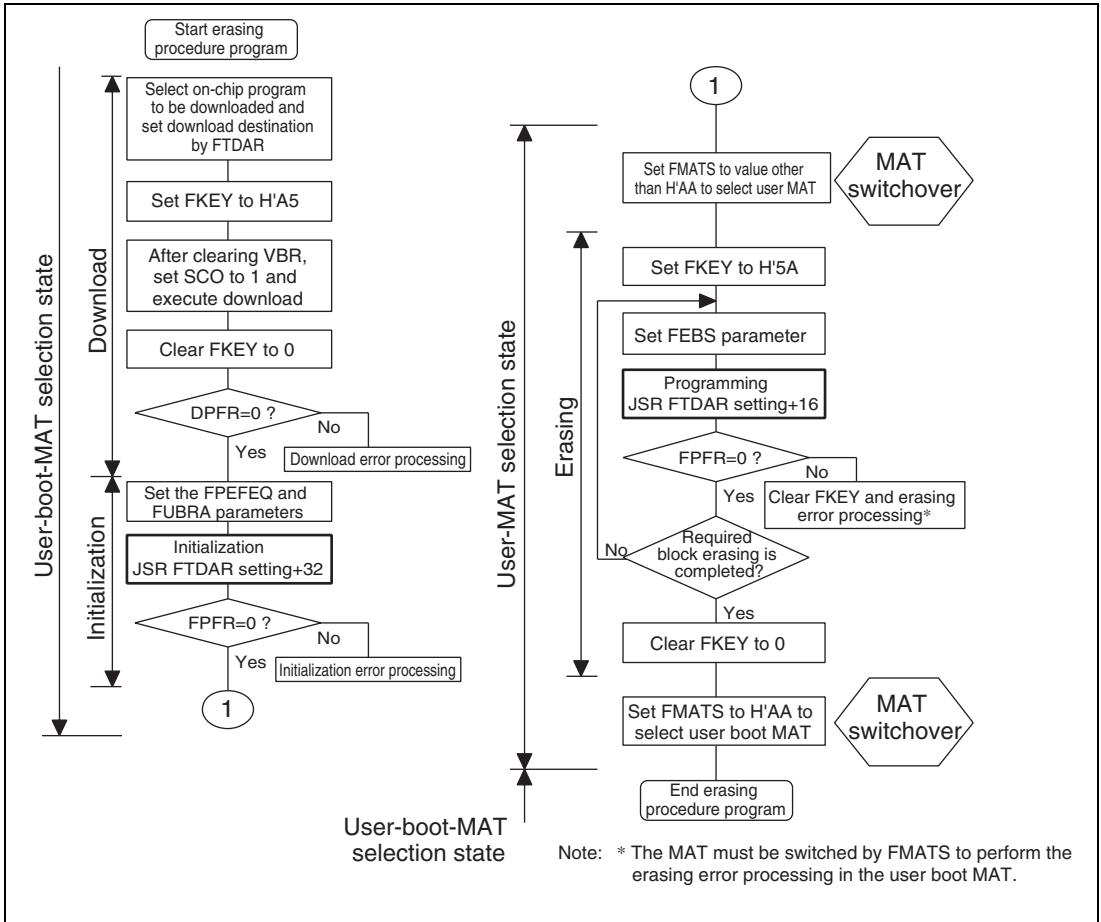 Start erasing
procedure program
Select on-chip program
to be downloaded and
set download destination
by FTDAR
Set FKEY to H'A5
After clearing VBR,
set SCO to 1 and
execute download
Clear FKEY to 0
DPFR=0 ?
No
Yes
Download error processing
Set the FPEFEQ and
FUBRA parameters
Initialization
JSR FTDAR setting+32
FPFR=0 ?
No
Yes
Initialization error processing
1
Download
Initialization
User-boot-MAT selection state
1
Set FMATS to value other
than H'AA to select user MAT
MAT
switchover
Set FKEY to H'5A
Set FEBS parameter
Programming
JSR FTDAR setting+16
FPFR=0 ?
No
Yes
Clear FKEY and erasing
error processing*
Required
block erasing is
completed?
No
Yes
Clear FKEY to 0
Set FMATS to H'AA to
select user boot MAT
MAT
switchover
End erasing
procedure program
Erasing
User-MAT selection state
User-boot-MAT
selection state
Note: * The MAT must be switched by FMATS to perform the
erasing error processing in the user boot MAT.